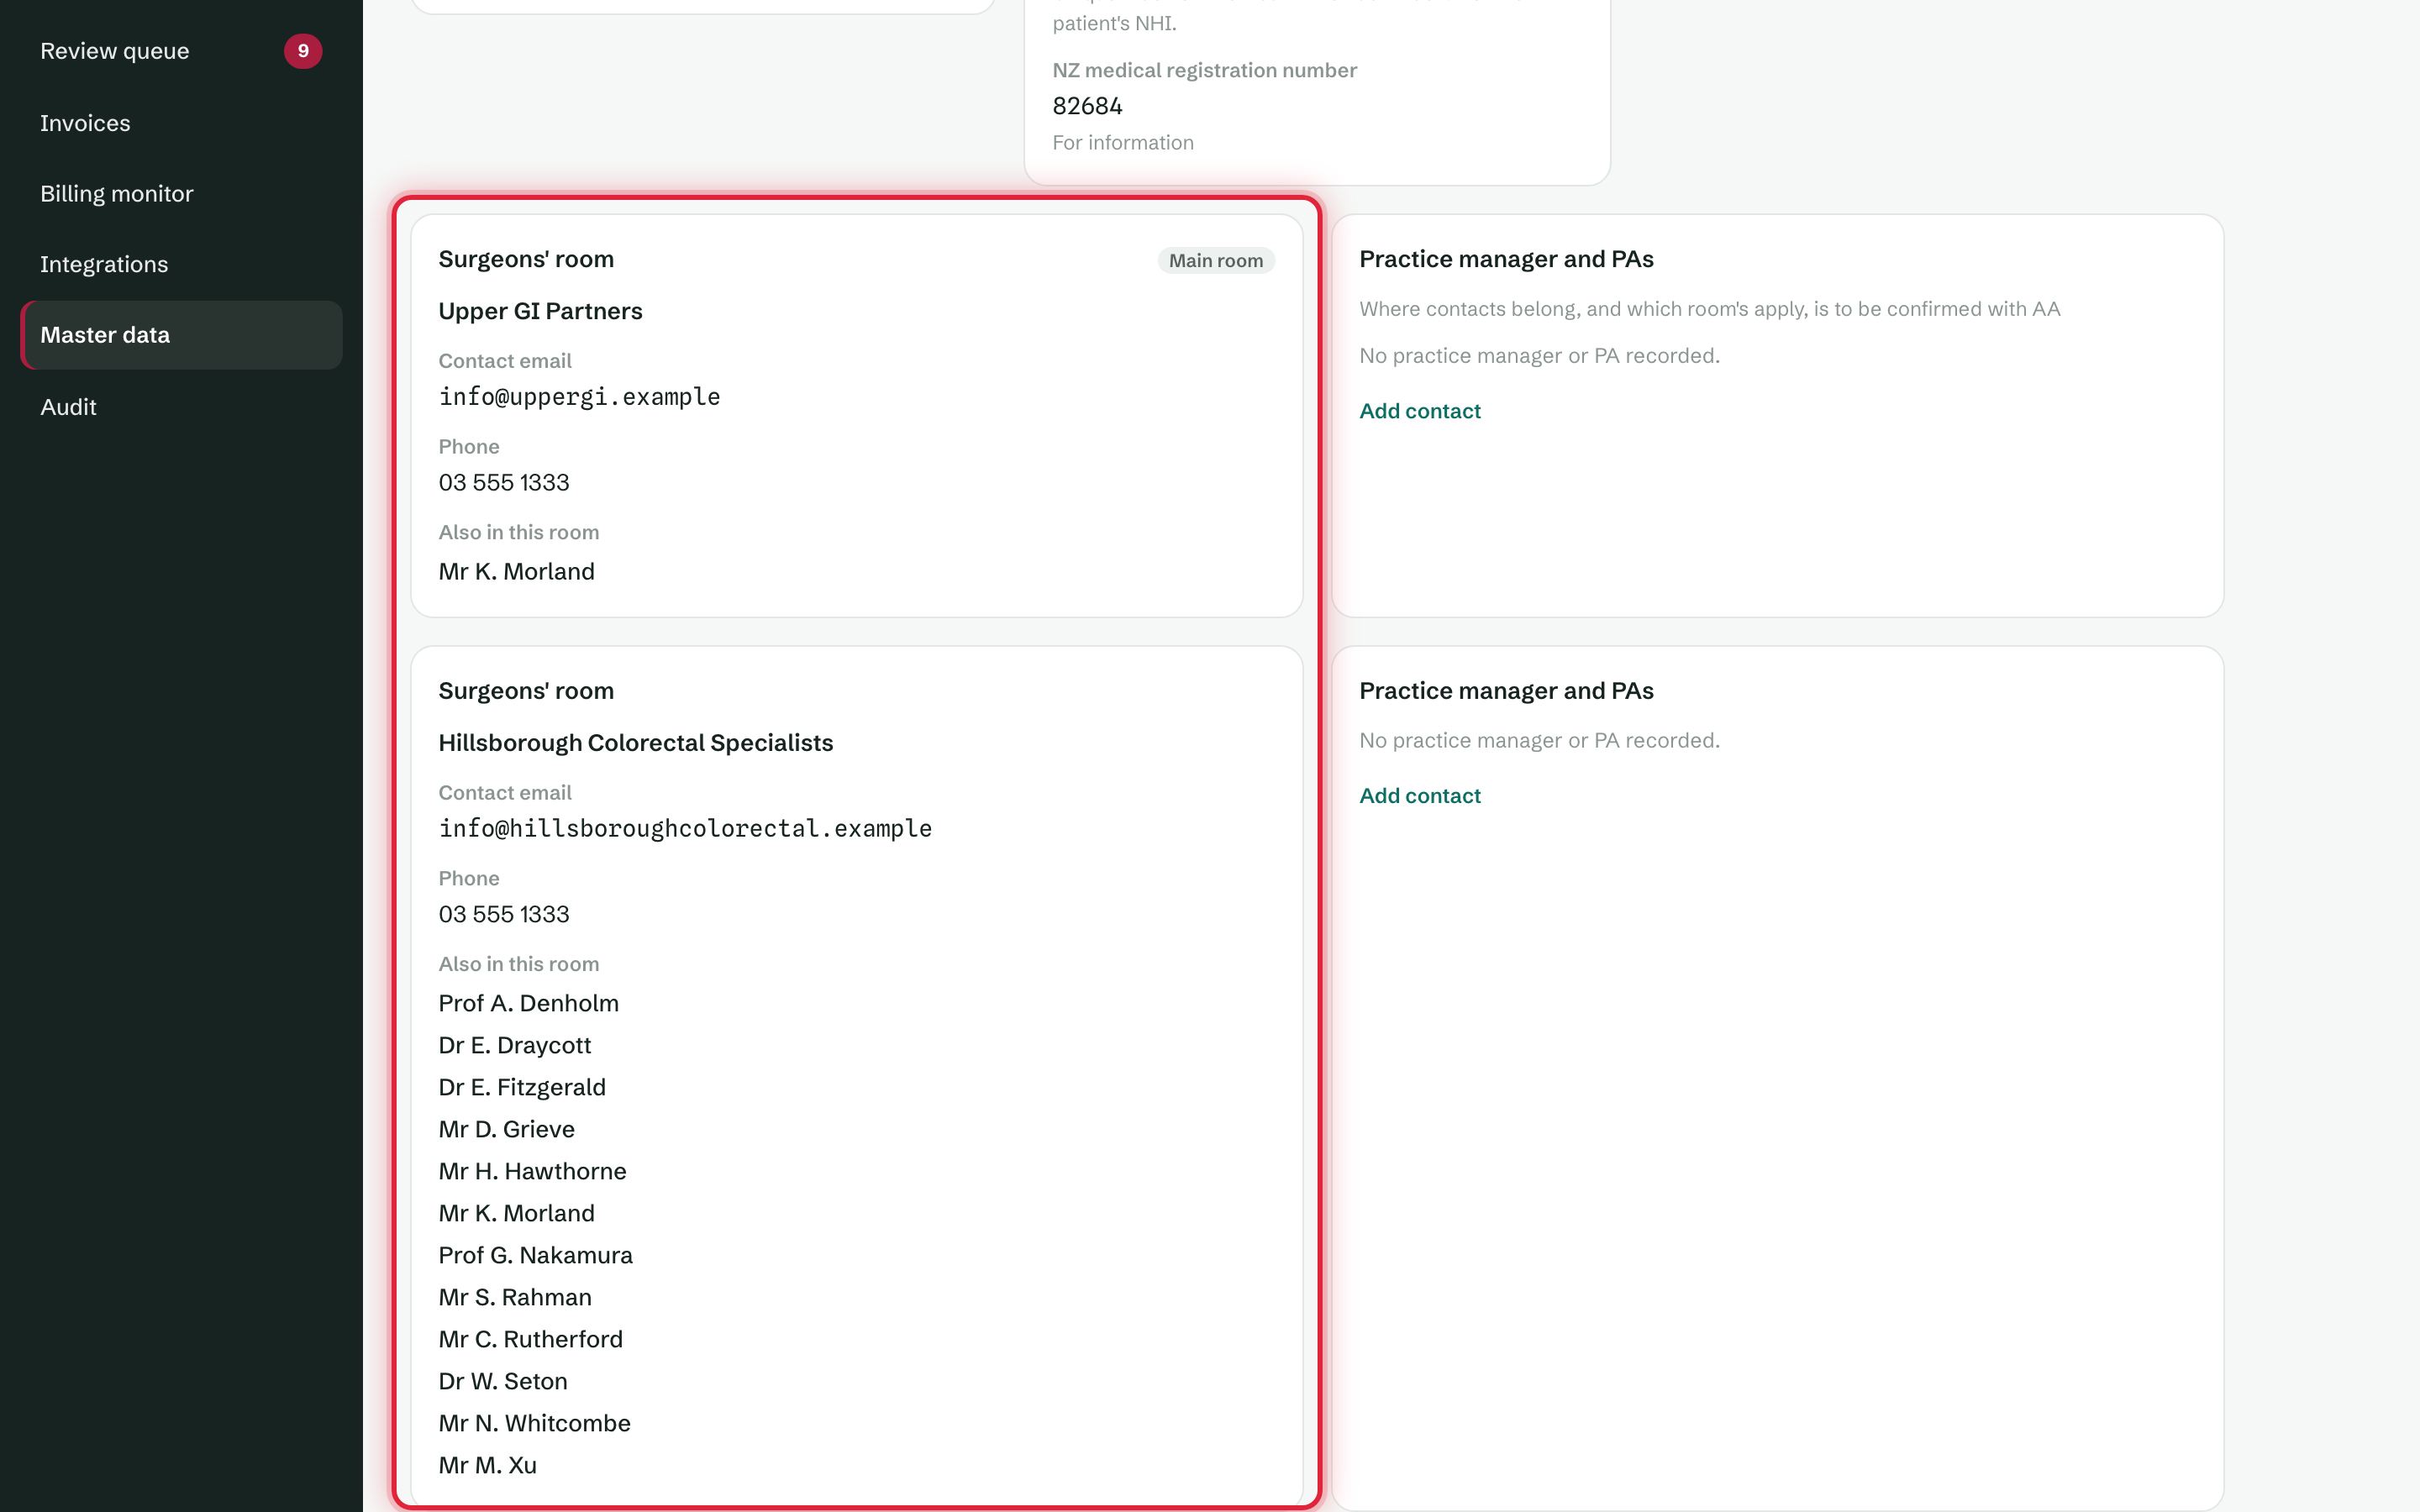 Review queue
9
Invoices
Billing monitor
Integrations
Master data
Audit
patient's NHI.
NZ medical registration number
82684
For information
Surgeons' room
Main room
Upper GI Partners
Contact email
info@uppergi.example
Phone
03 555 1333
Also in this room
Mr K. Morland
Practice manager and PAs
Where contacts belong, and which room's apply, is to be confirmed with AA
No practice manager or PA recorded.
Add contact
Surgeons' room
Hillsborough Colorectal Specialists
Contact email
info@hillsboroughcolorectal.example
Phone
03 555 1333
Also in this room
Prof A. Denholm
Dr E. Draycott
Dr E. Fitzgerald
Mr D. Grieve
Mr H. Hawthorne
Mr K. Morland
Prof G. Nakamura
Mr S. Rahman
Mr C. Rutherford
Dr W. Seton
Mr N. Whitcombe
Mr M. Xu
Practice manager and PAs
No practice manager or PA recorded.
Add contact